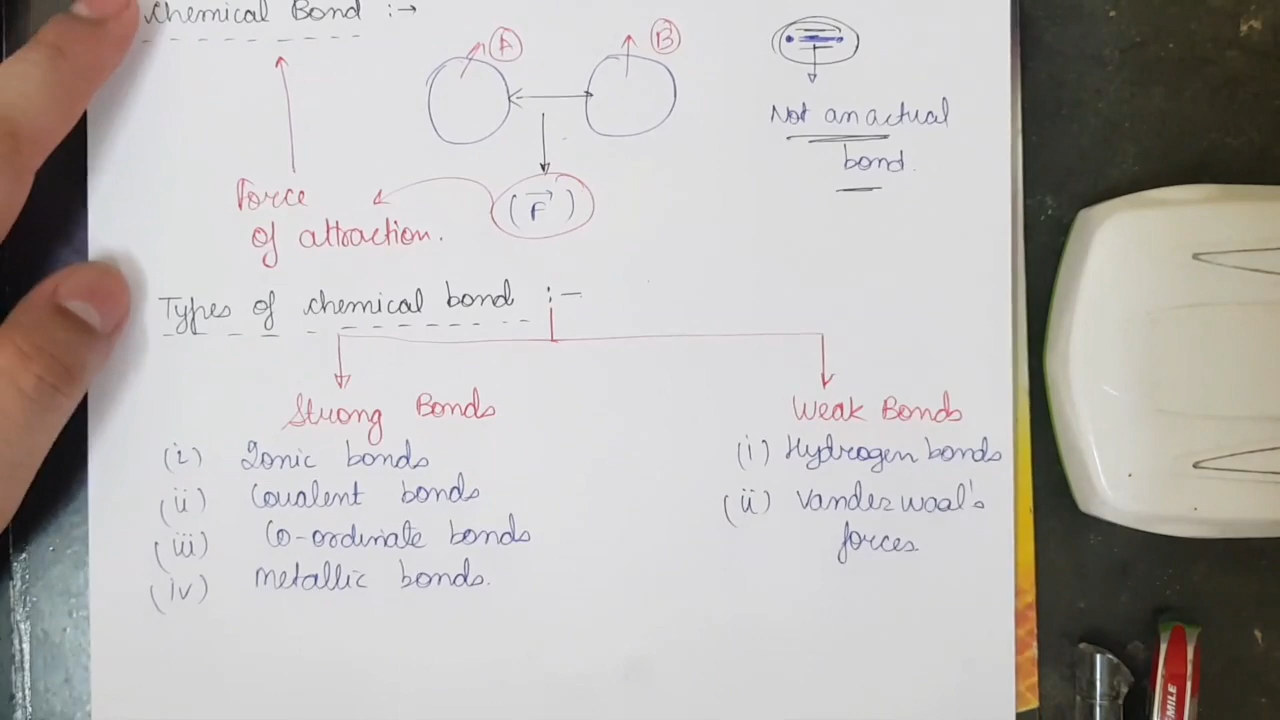 Chemical Bond :→
A
B
Not an actual
bond.
Force
of attraction.
(F)
Types of chemical bond :-
Strong Bonds
(i) Ionic bonds
(ii) Covalent bonds
(iii) Co-ordinate bonds
(iv) metallic bonds.
Weak Bonds
(i) Hydrogen bonds
(ii) Vander waal's
forces.
SMILE